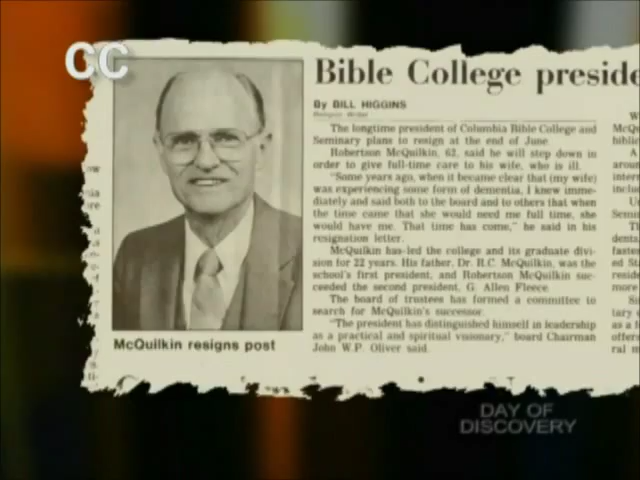 CC
Bible College preside
By BILL HIGGINS
The longtime president of Columbia Bible College and
Seminary plans to resign at the end of June.
Robertson McQuilkin, 62, said he will step down in
order to give full-time care to his wife, who is ill.
"Some years ago, when it became clear that (my wife)
was experiencing some form of dementia, I knew imme-
diately and said both to the board and to others that when
the time came that she would need me full time, she
would have me. That time has come," he said in his
resignation letter.
McQuilkin has led the college and its graduate divi-
sion for 22 years. His father, Dr. R.C. McQuilkin, was the
school's first president, and Robertson McQuilkin suc-
ceeded the second president, G. Allen Fleece.
The board of trustees has formed a committee to
search for McQuilkin's successor.
"The president has distinguished himself in leadership
as a practical and spiritual visionary," board Chairman
John W.P. Oliver said.
McQuilkin resigns post
DAY OF
DISCOVERY